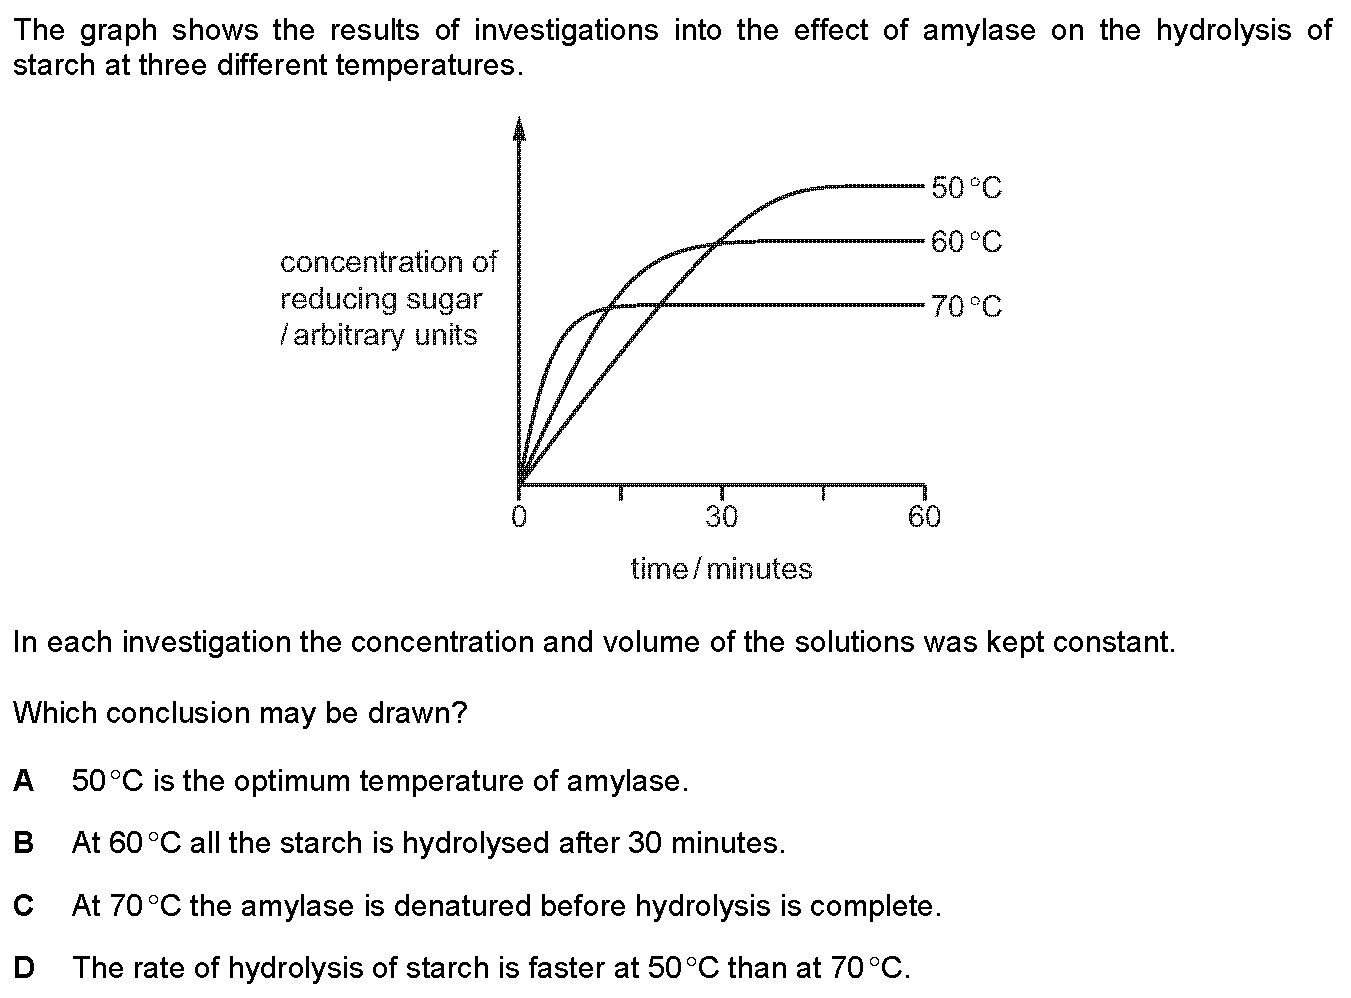 The graph shows the results of investigations into the effect of amylase on the hydrolysis of
starch at three different temperatures.
50 °C
60 °C
concentration of
reducing sugar
/ arbitrary units
70 °C
0
30
60
time / minutes
In each investigation the concentration and volume of the solutions was kept constant.
Which conclusion may be drawn?
A 50 °C is the optimum temperature of amylase.
B At 60 °C all the starch is hydrolysed after 30 minutes.
C At 70 °C the amylase is denatured before hydrolysis is complete.
D The rate of hydrolysis of starch is faster at 50 °C than at 70 °C.